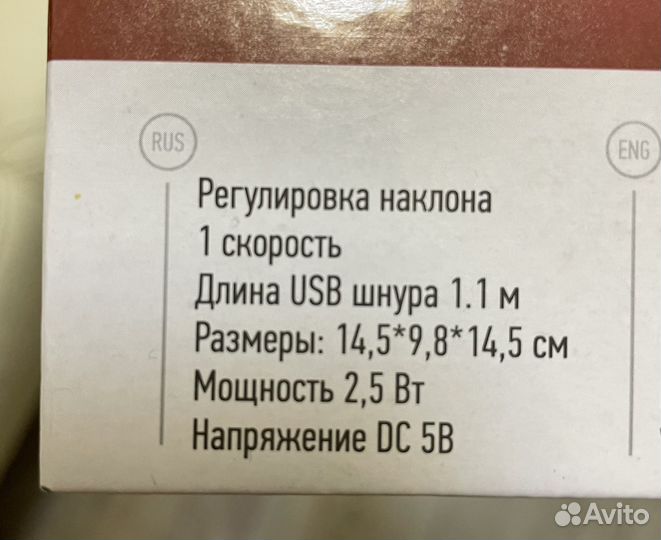 RUS
Регулировка наклона
1 скорость
Длина USB шнура 1.1 м
Размеры: 14,5*9,8*14,5 см
Мощность 2,5 Вт
Напряжение DC 5В
ENG
Avito